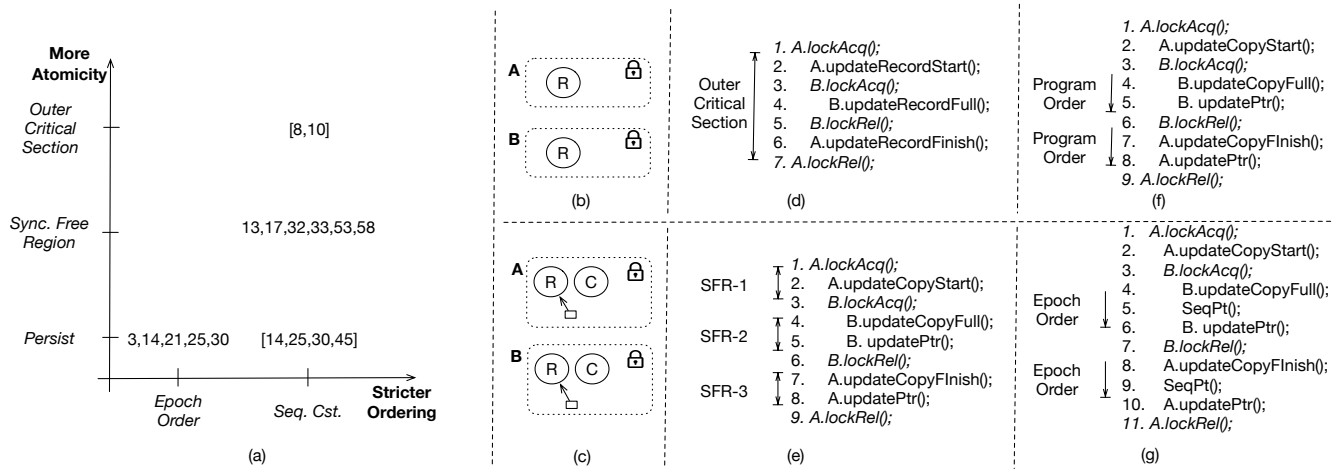 More
Atomicity
Outer
Critical
Section
[8,10]
Sync. Free
Region
13,17,32,33,53,58
Persist
3,14,21,25,30
[14,25,30,45]
Epoch
Order
Seq. Cst.
Stricter
Ordering
(a)
A
R
B
R
(b)
A
R
C
B
R
C
(c)
Outer
Critical
Section
1. A.lockAcq();
2. A.updateRecordStart();
3. B.lockAcq();
4. B.updateRecordFull();
5. B.lockRel();
6. A.updateRecordFinish();
7. A.lockRel();
(d)
SFR-1
SFR-2
SFR-3
1. A.lockAcq();
2. A.updateCopyStart();
3. B.lockAcq();
4. B.updateCopyFull();
5. B. updatePtr();
6. B.lockRel();
7. A.updateCopyFInish();
8. A.updatePtr();
9. A.lockRel();
(e)
Program
Order
Program
Order
1. A.lockAcq();
2. A.updateCopyStart();
3. B.lockAcq();
4. B.updateCopyFull();
5. B. updatePtr();
6. B.lockRel();
7. A.updateCopyFInish();
8. A.updatePtr();
9. A.lockRel();
(f)
Epoch
Order
Epoch
Order
1. A.lockAcq();
2. A.updateCopyStart();
3. B.lockAcq();
4. B.updateCopyFull();
5. SeqPt();
6. B. updatePtr();
7. B.lockRel();
8. A.updateCopyFInish();
9. SeqPt();
10. A.updatePtr();
11. A.lockRel();
(g)